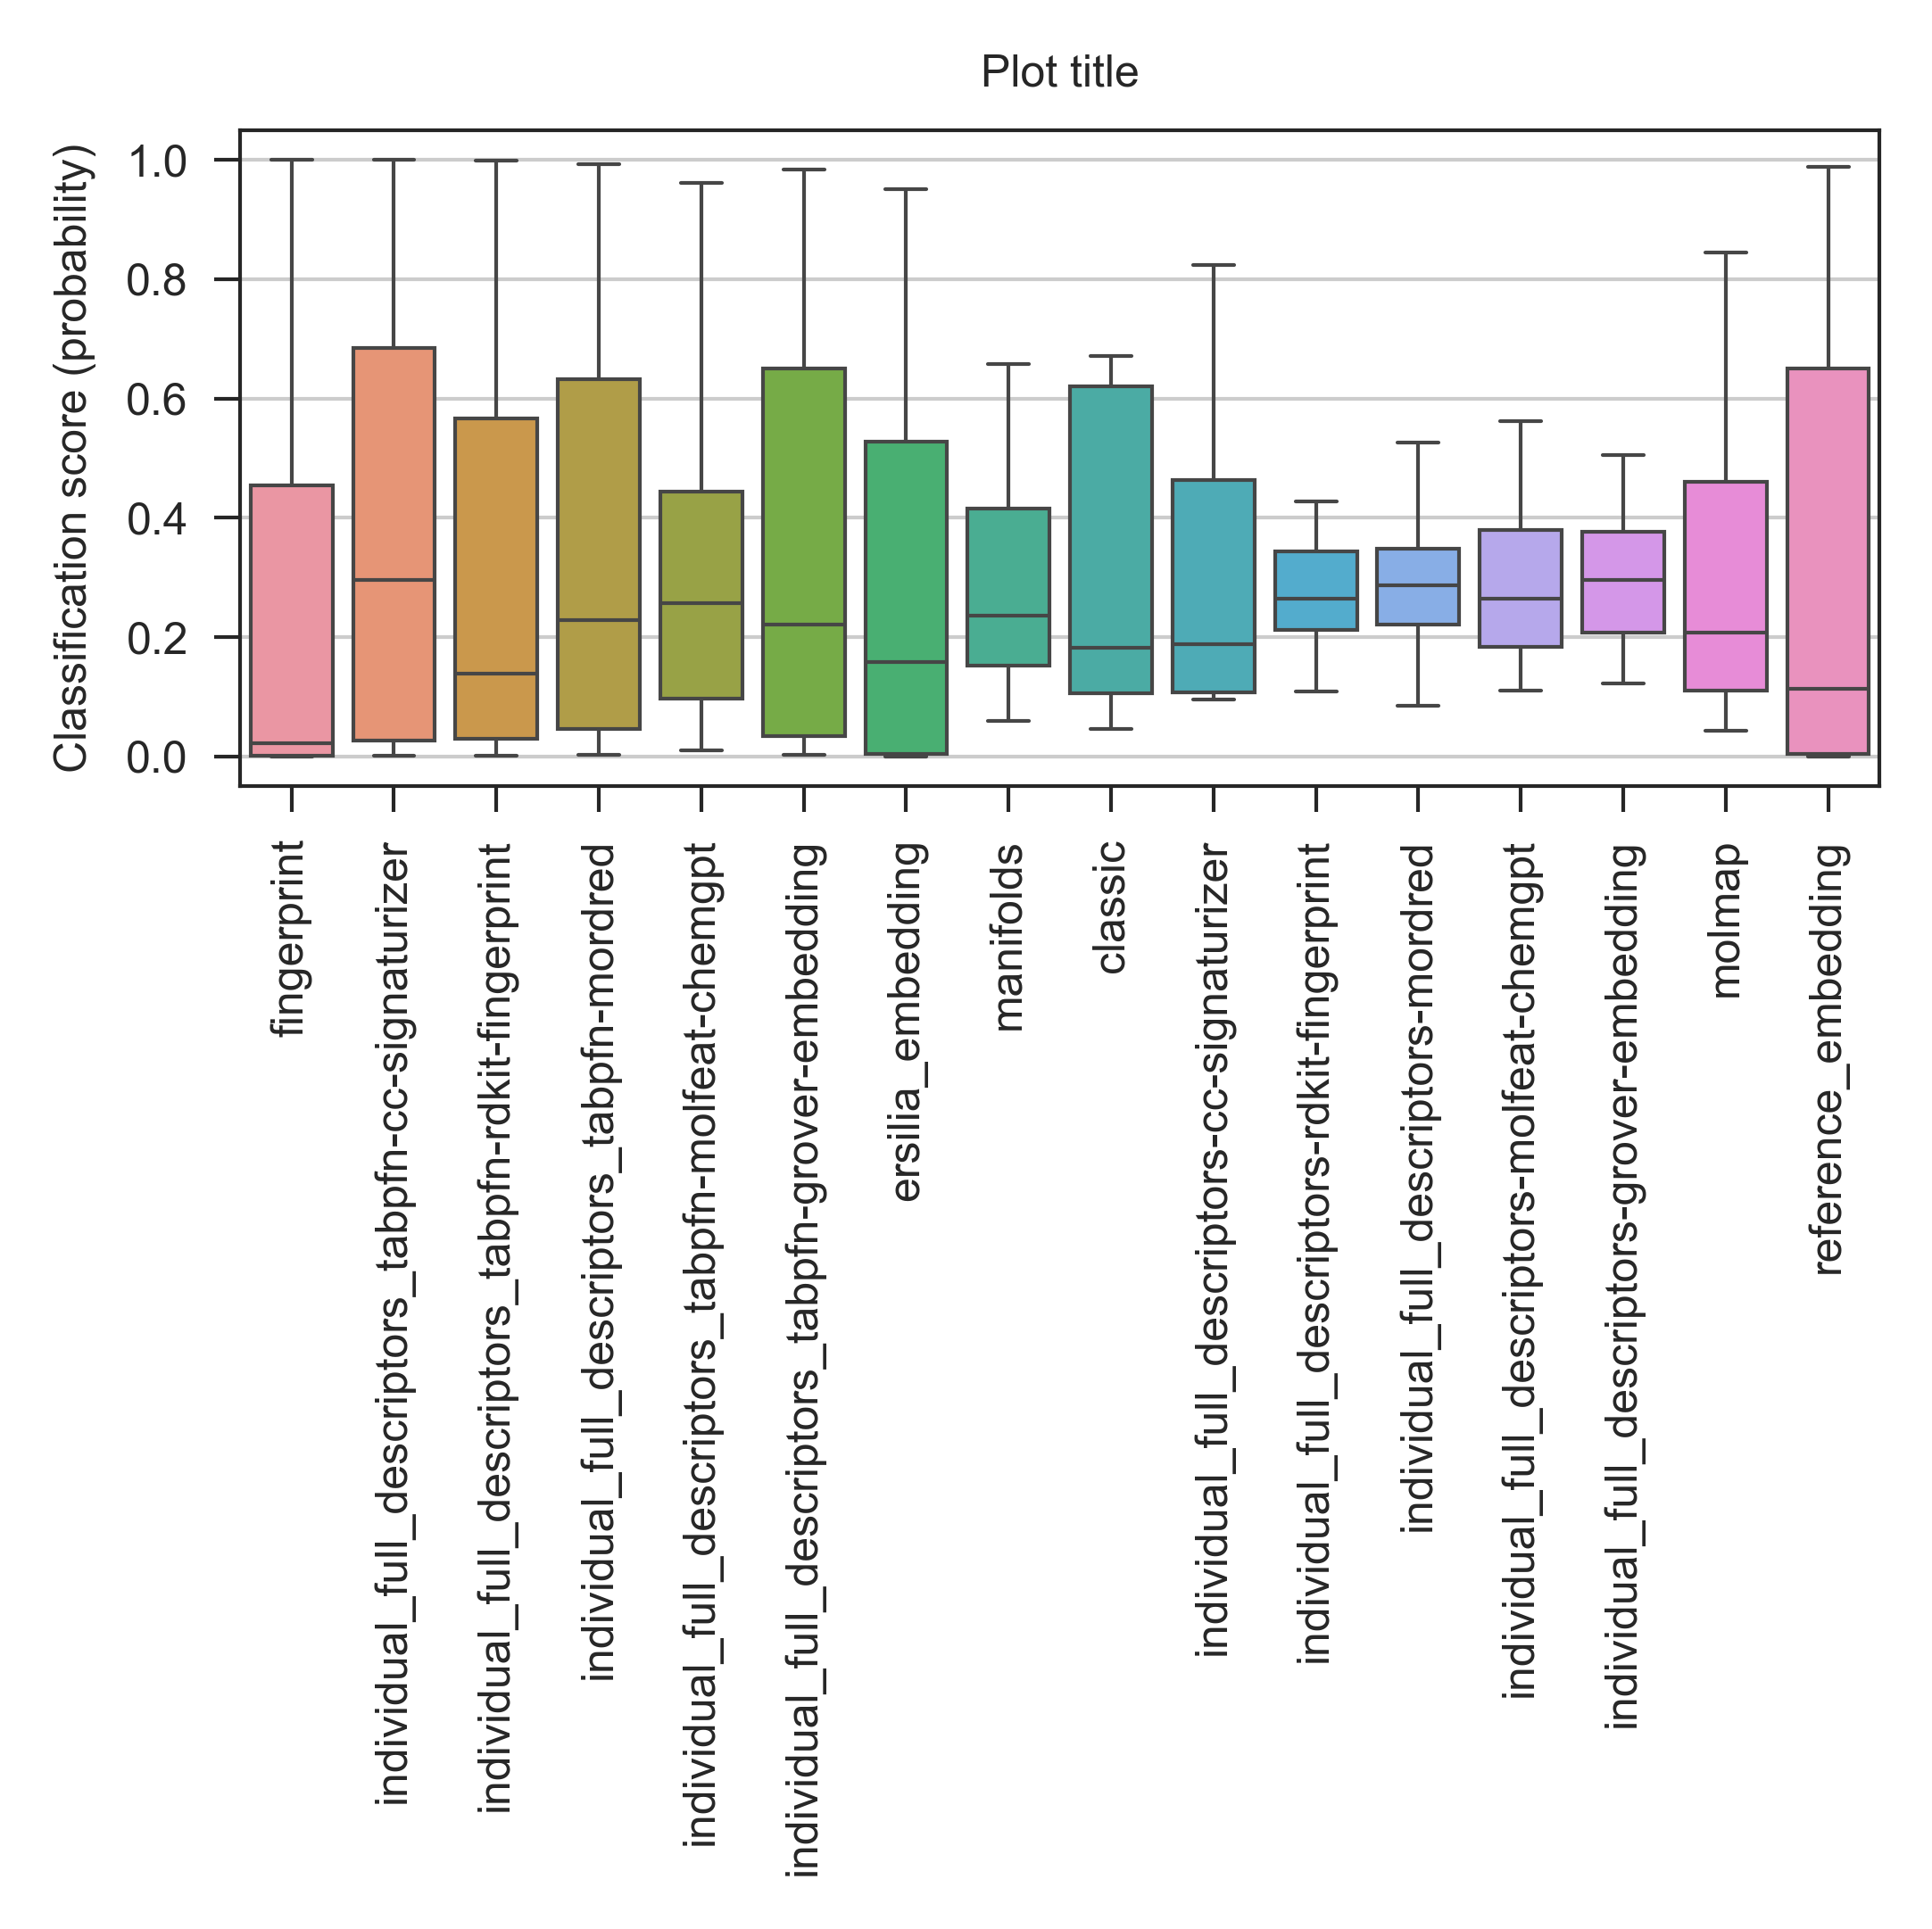 Plot title
Classification score (probability)
1.0
0.8
0.6
0.4
0.2
0.0
fingerprint
individual_full_descriptors_tabpfn-cc-signaturizer
individual_full_descriptors_tabpfn-rdkit-fingerprint
individual_full_descriptors_tabpfn-mordred
individual_full_descriptors_tabpfn-molfeat-chemgpt
individual_full_descriptors_tabpfn-grover-embedding
ersilia_embedding
manifolds
classic
individual_full_descriptors-cc-signaturizer
individual_full_descriptors-rdkit-fingerprint
individual_full_descriptors-mordred
individual_full_descriptors-molfeat-chemgpt
individual_full_descriptors-grover-embedding
molmap
reference_embedding